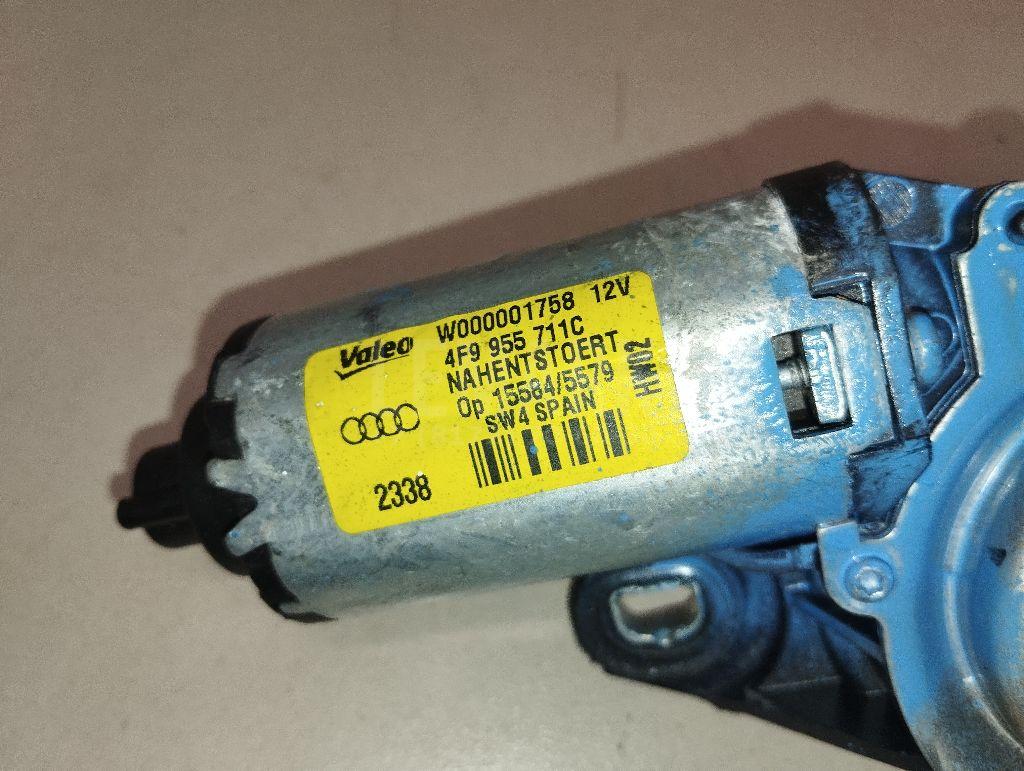 Valeo
W000001758 12V
4F9 955 711C
NAHENTSTOERT
Op 15584/5579
SW4 SPAIN
HW02
2338